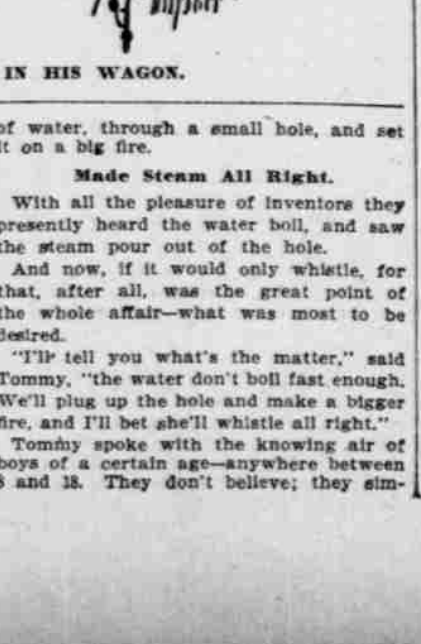 IN HIS WAGON.
of water, through a small hole, and set
it on a big fire.
Made Steam All Right.
With all the pleasure of inventors they
presently heard the water boil, and saw
the steam pour out of the hole.
And now, if it would only whistle, for
that, after all, was the great point of
the whole affair—what was most to be
desired.
"I'll tell you what's the matter," said
Tommy, "the water don't boil fast enough.
We'll plug up the hole and make a bigger
fire, and I'll bet she'll whistle all right."
Tommy spoke with the knowing air of
boys of a certain age—anywhere between
and 18. They don't believe; they sim-